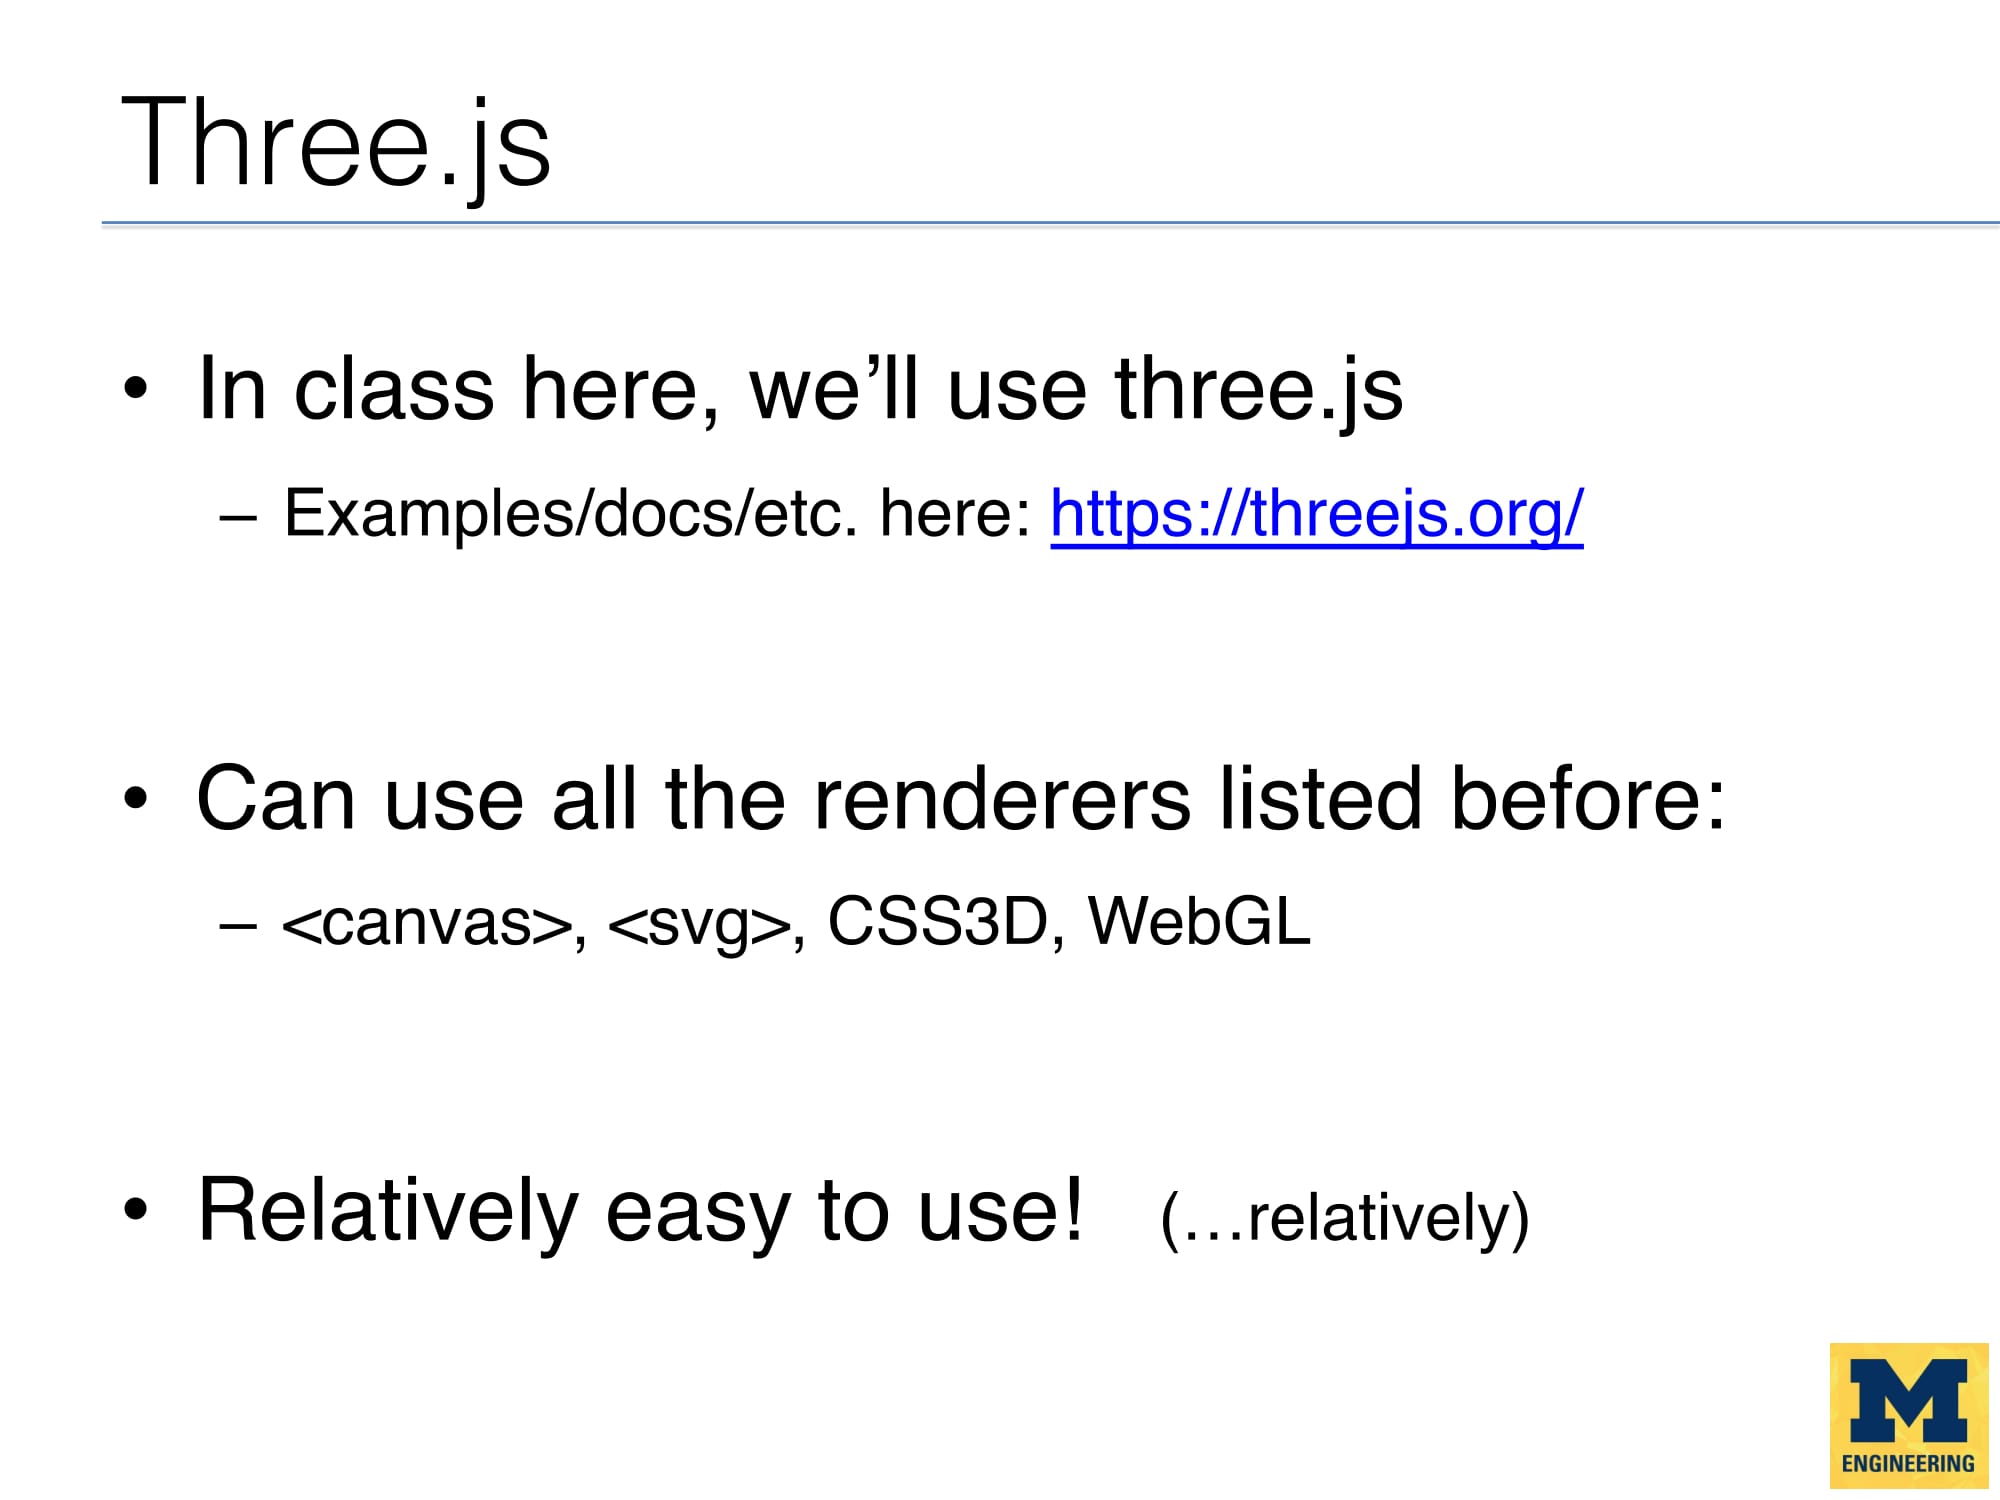 Three.js
• In class here, we’ll use three.js
– Examples/docs/etc. here: https://threejs.org/
• Can use all the renderers listed before:
– <canvas>, <svg>, CSS3D, WebGL
• Relatively easy to use! (…relatively)
M
ENGINEERING